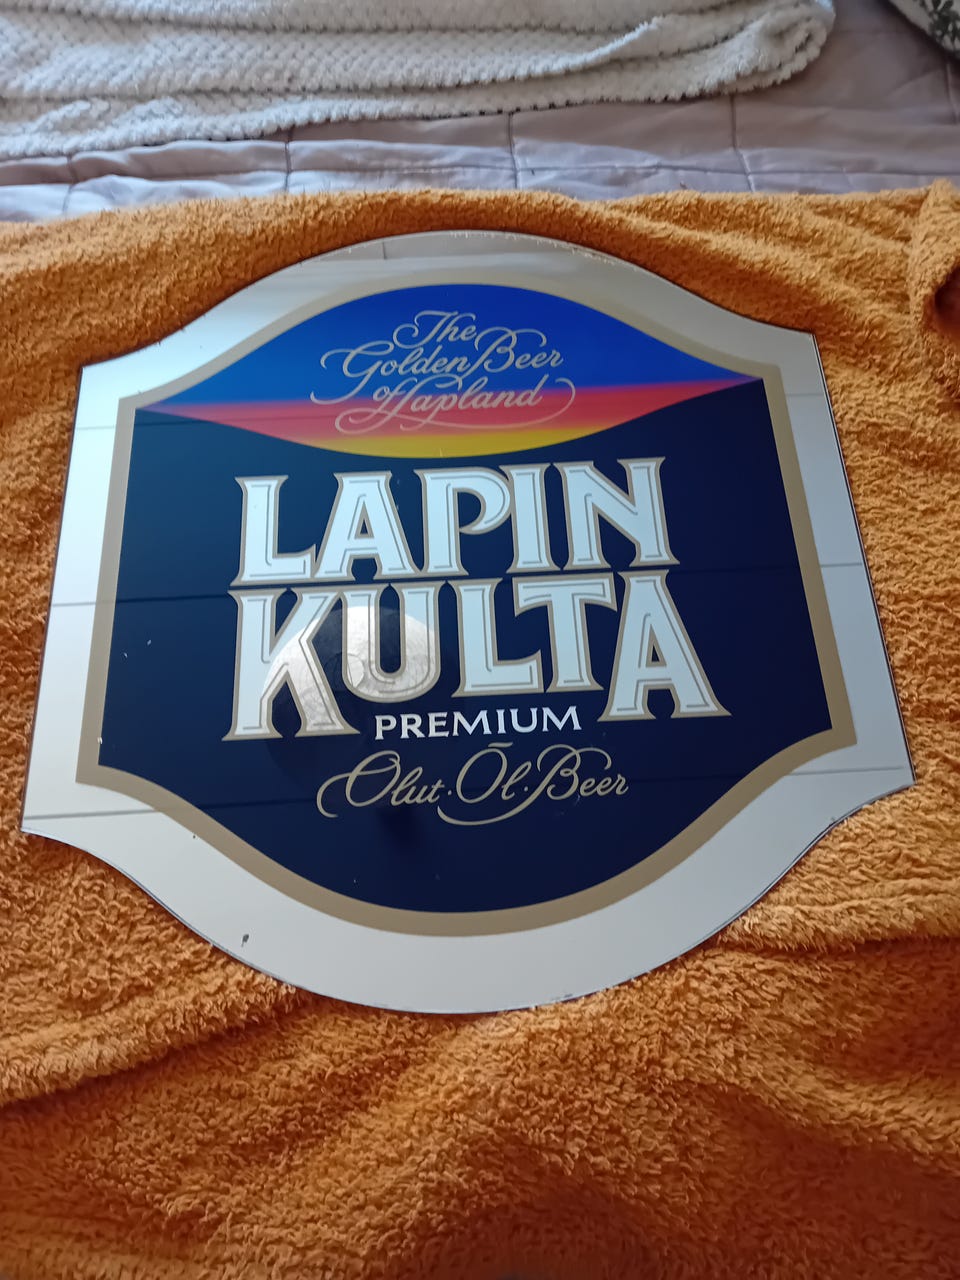 The
Golden Beer
of Lapland
LAPIN
KULTA
PREMIUM
Olut · Öl · Beer